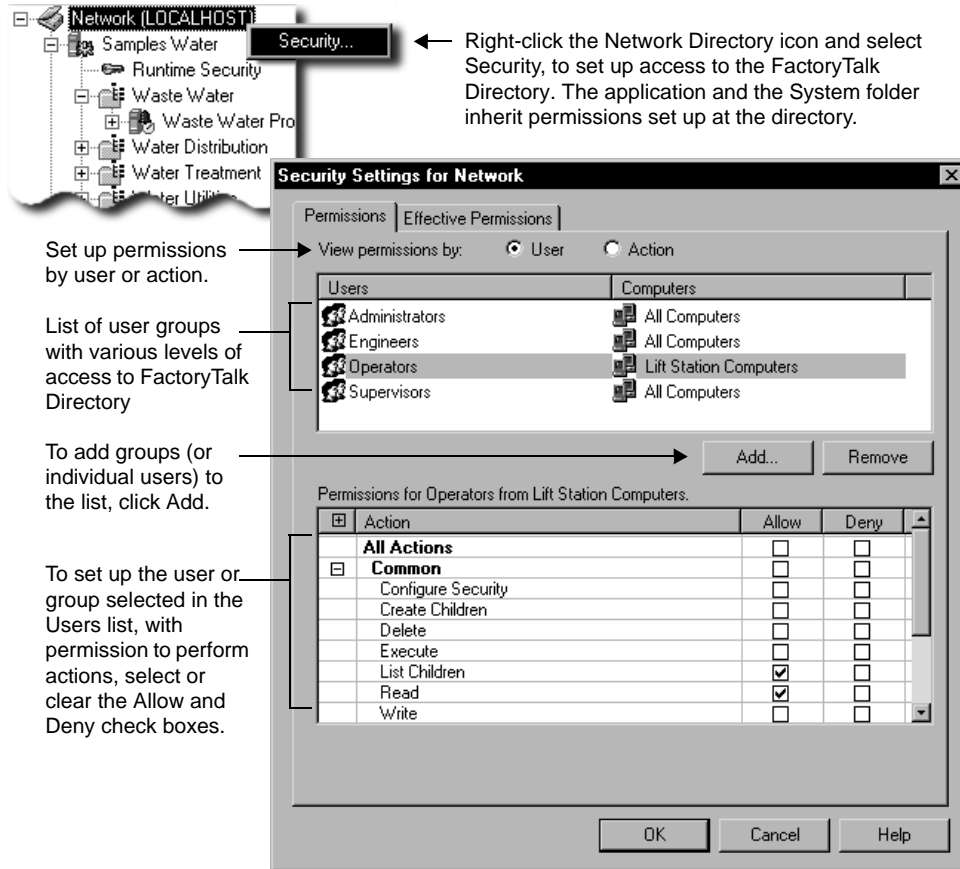 Network (LOCALHOST)
Security...
Samples Water
Runtime Security
Waste Water
Waste Water Pro
Water Distribution
Water Treatment
Right-click the Network Directory icon and select
Security, to set up access to the FactoryTalk
Directory. The application and the System folder
inherit permissions set up at the directory.
Security Settings for Network
Permissions
Effective Permissions
Set up permissions
by user or action.
View permissions by:
User
Action
Users
Computers
List of user groups
with various levels of
access to FactoryTalk
Directory
Administrators
All Computers
Engineers
All Computers
Operators
Lift Station Computers
Supervisors
All Computers
To add groups (or
individual users) to
the list, click Add.
Add...
Remove
Permissions for Operators from Lift Station Computers.
Action
Allow
Deny
To set up the user or
group selected in the
Users list, with
permission to perform
actions, select or
clear the Allow and
Deny check boxes.
All Actions
Common
Configure Security
Create Children
Delete
Execute
List Children
Read
Write
OK
Cancel
Help